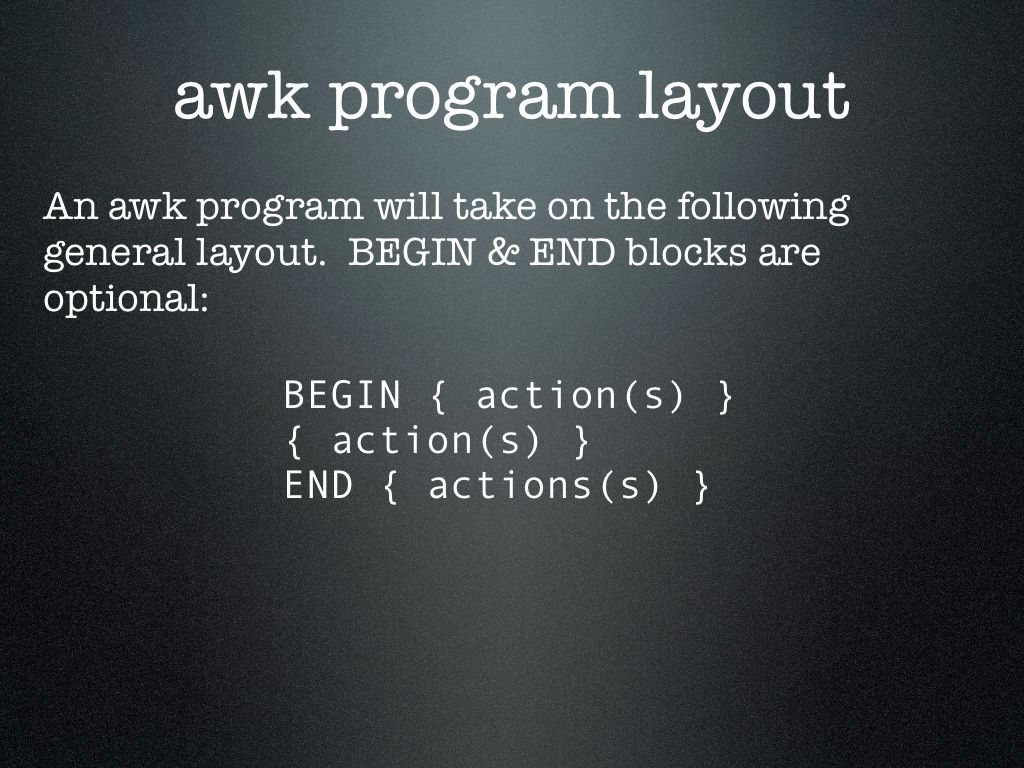 awk program layout
An awk program will take on the following
general layout.  BEGIN & END blocks are
optional:
BEGIN { action(s) }
{ action(s) }
END { actions(s) }